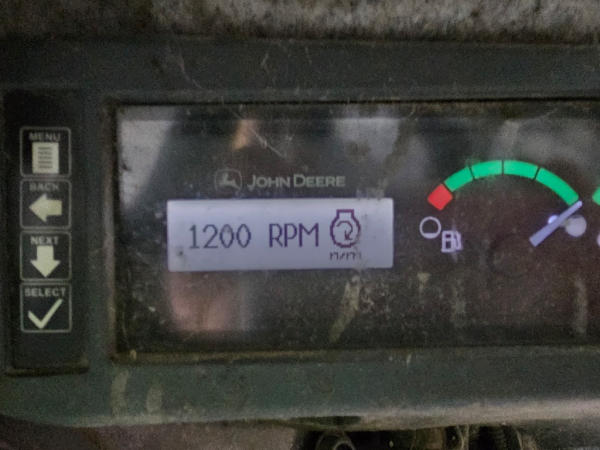 MENU
BACK
NEXT
SELECT
JOHN DEERE
1200 RPM
n/min